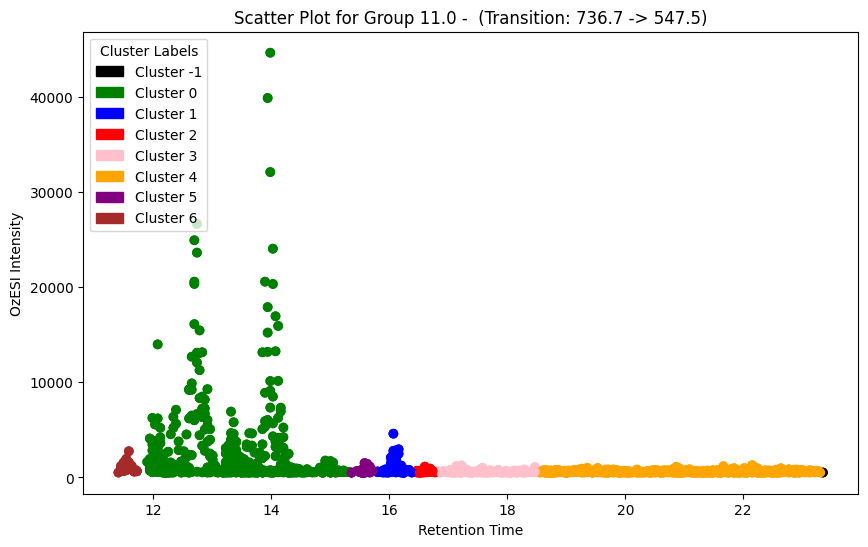 Scatter Plot for Group 11.0 -  (Transition: 736.7 -> 547.5)
Cluster Labels
Cluster -1
Cluster 0
Cluster 1
Cluster 2
Cluster 3
Cluster 4
Cluster 5
Cluster 6
OzESI Intensity
40000
30000
20000
10000
0
12 14 16 18 20 22
Retention Time